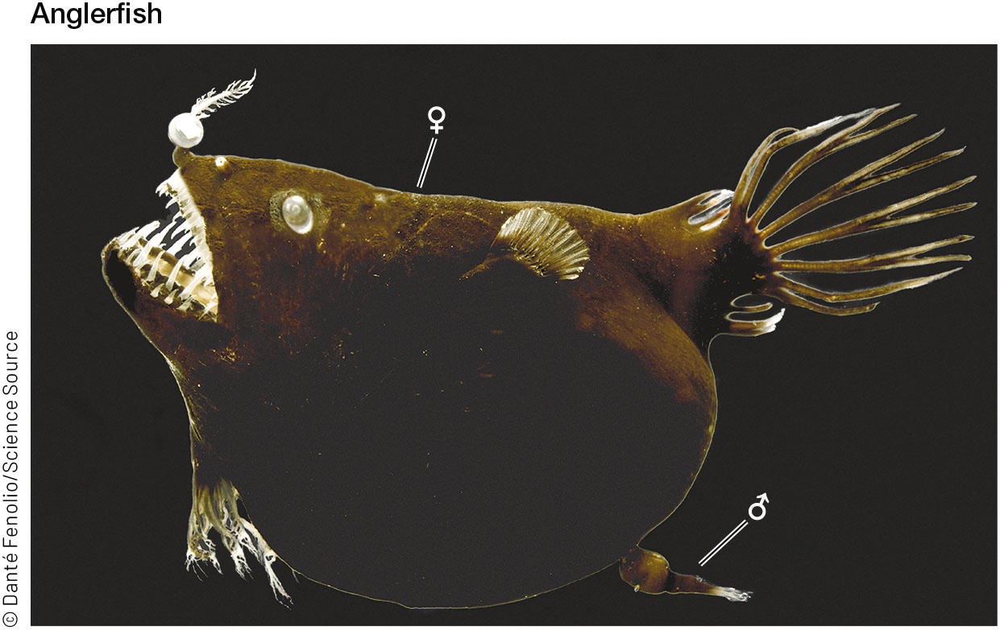 Anglerfish
♀
♂
© Danté Fenolio/Science Source